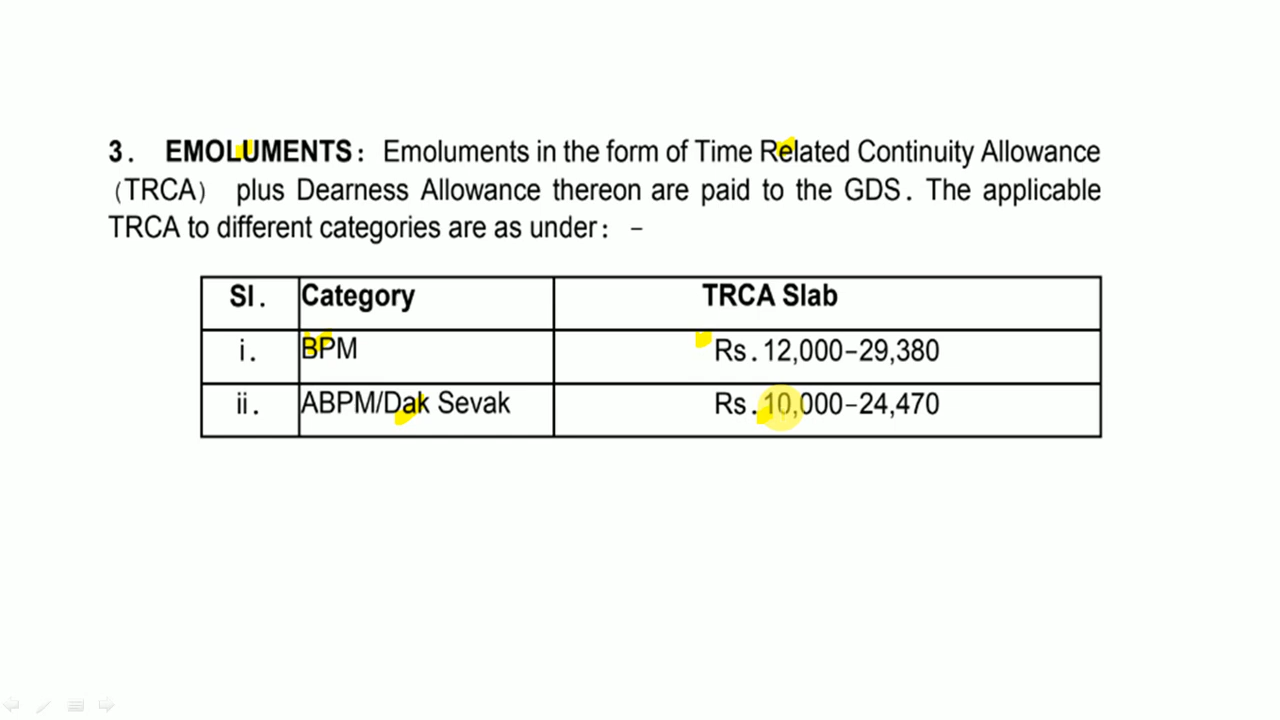 3. EMOLUMENTS: Emoluments in the form of Time Related Continuity Allowance
(TRCA) plus Dearness Allowance thereon are paid to the GDS. The applicable
TRCA to different categories are as under: -
Sl. Category TRCA Slab
i. BPM Rs.12,000-29,380
ii. ABPM/Dak Sevak Rs.10,000-24,470